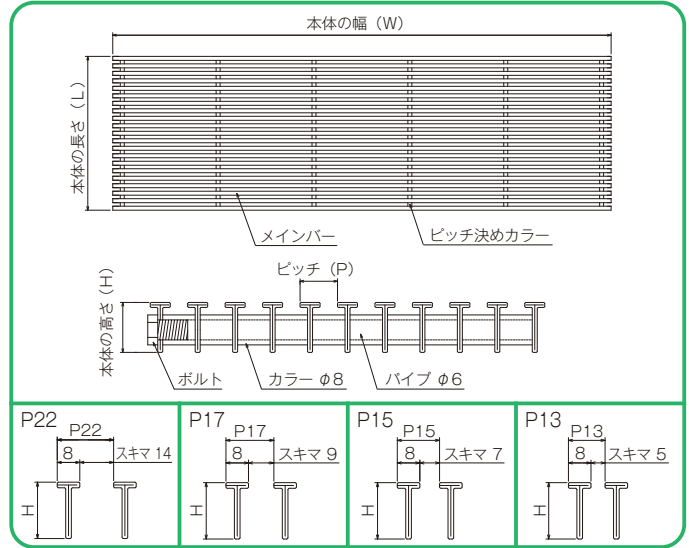 本体の幅（W）
本体の長さ（L）
メインバー
ピッチ決めカラー
ピッチ（P）
本体の高さ（H）
ボルト
カラー φ8
パイプ φ6
P22
P22
8
スキマ 14
H
P17
P17
8
スキマ 9
H
P15
P15
8
スキマ 7
H
P13
P13
8
スキマ 5
H